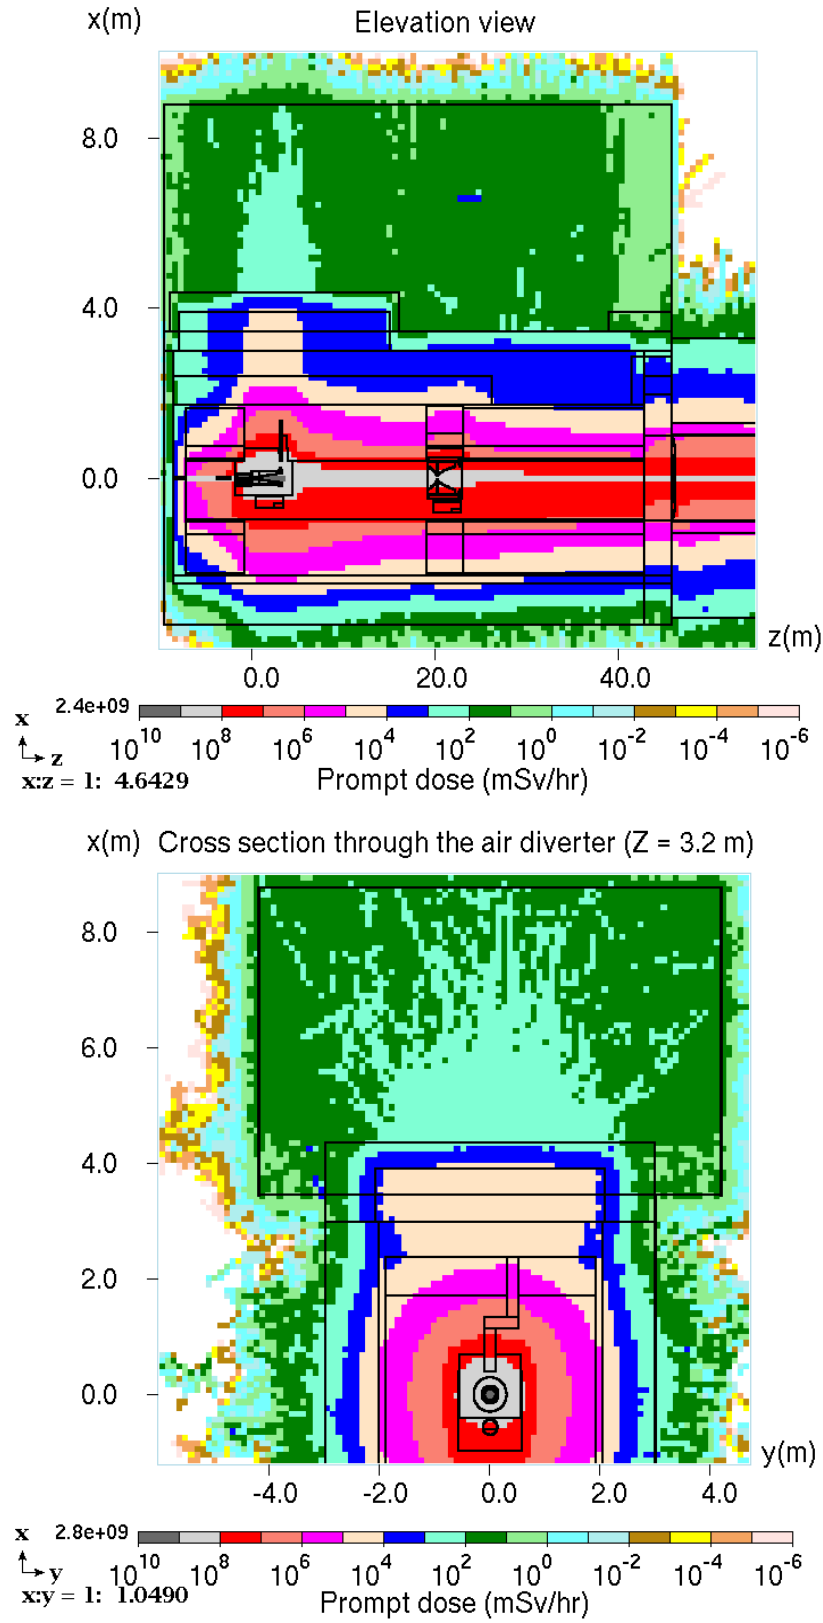 x(m) Elevation view
8.0
4.0
0.0
z(m)
0.0 20.0 40.0
2.4e+09
10^10 10^8 10^6 10^4 10^2 10^0 10^-2 10^-4 10^-6
x
z
x:z = 1: 4.6429
Prompt dose (mSv/hr)
x(m) Cross section through the air diverter (Z = 3.2 m)
8.0
6.0
4.0
2.0
0.0
y(m)
-4.0 -2.0 0.0 2.0 4.0
2.8e+09
10^10 10^8 10^6 10^4 10^2 10^0 10^-2 10^-4 10^-6
x
y
x:y = 1: 1.0490
Prompt dose (mSv/hr)